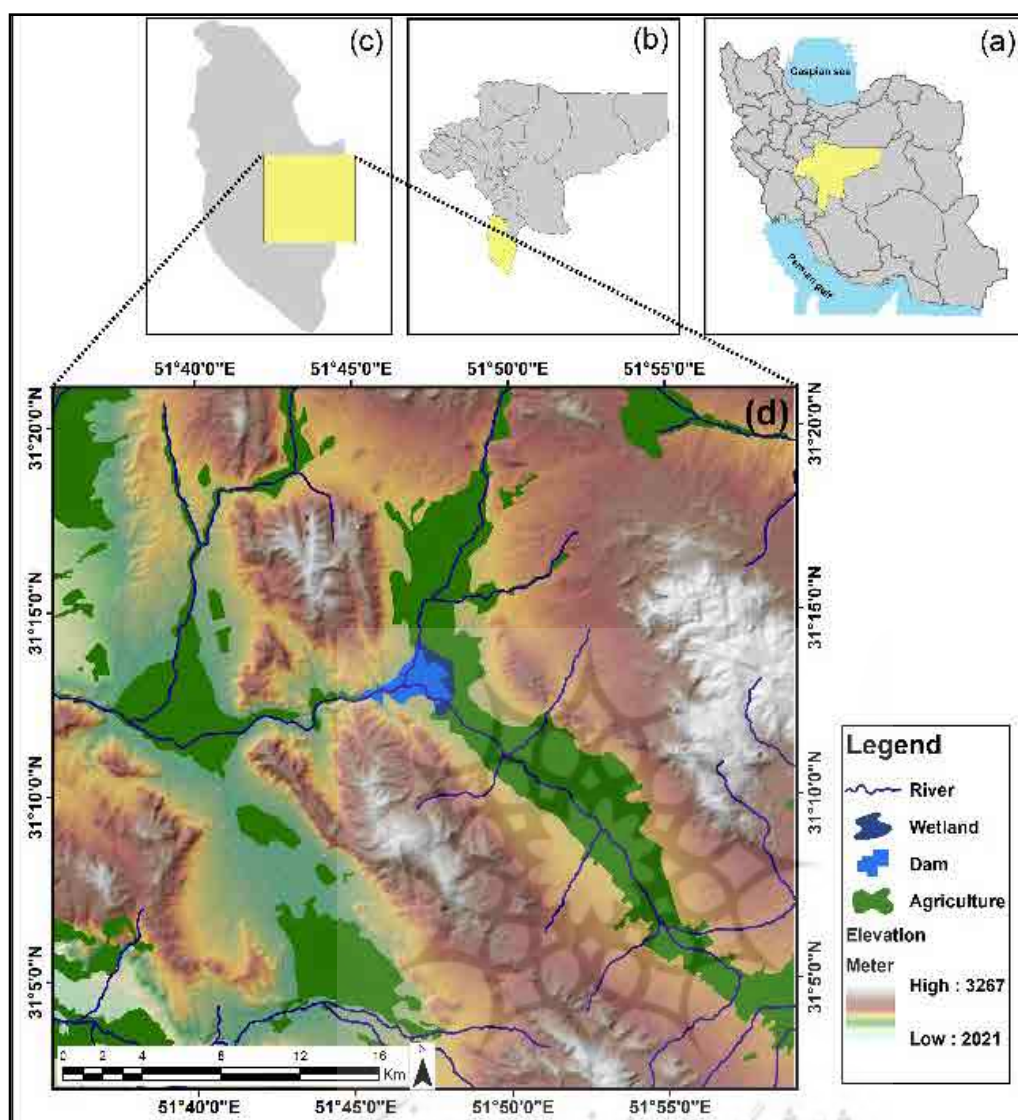 (c)
(b)
(a)
Caspian sea
Persian gulf
51°40'0"E
51°45'0"E
51°50'0"E
51°55'0"E
(d)
31°20'0"N
31°15'0"N
31°10'0"N
31°5'0"N
31°20'0"N
31°15'0"N
31°10'0"N
31°5'0"N
Legend
River
Wetland
Dam
Agriculture
Elevation
Meter
High : 3267
Low : 2021
0 2 4 8 12 16
Km
N
51°40'0"E
51°45'0"E
51°50'0"E
51°55'0"E